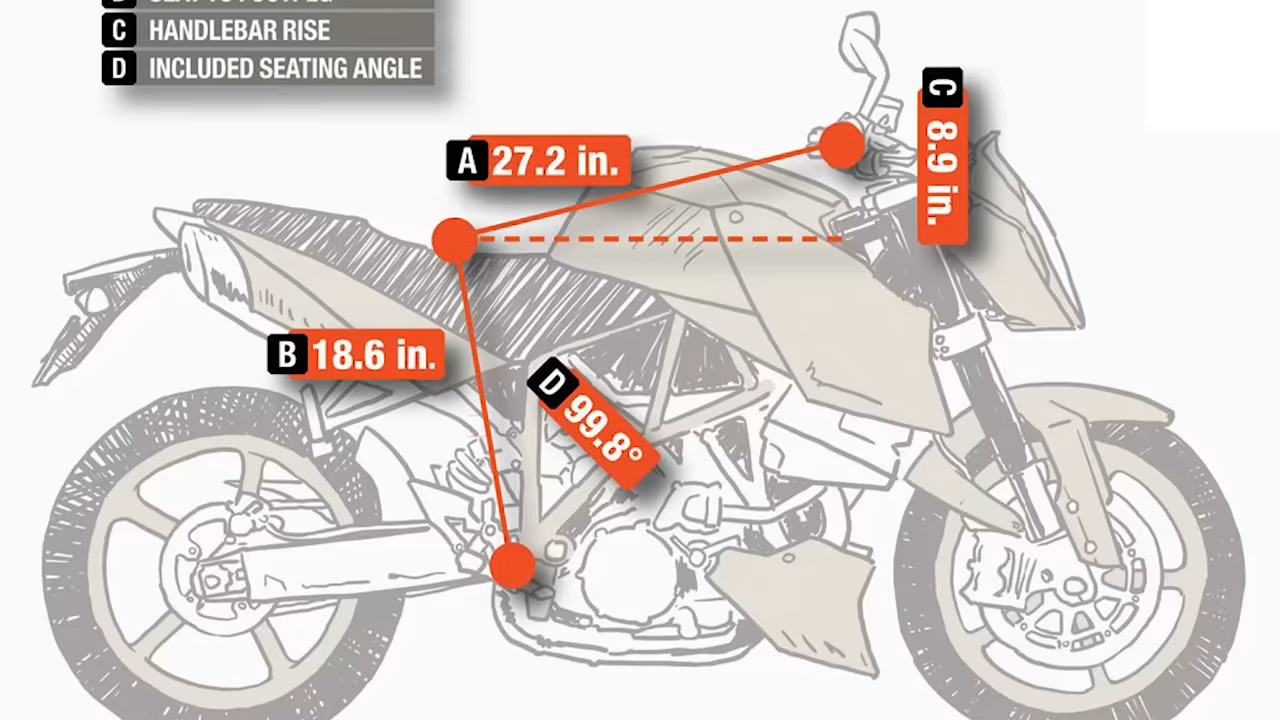 C HANDLEBAR RISE
D INCLUDED SEATING ANGLE
A 27.2 in.
C 8.9 in.
B 18.6 in.
D 99.8°